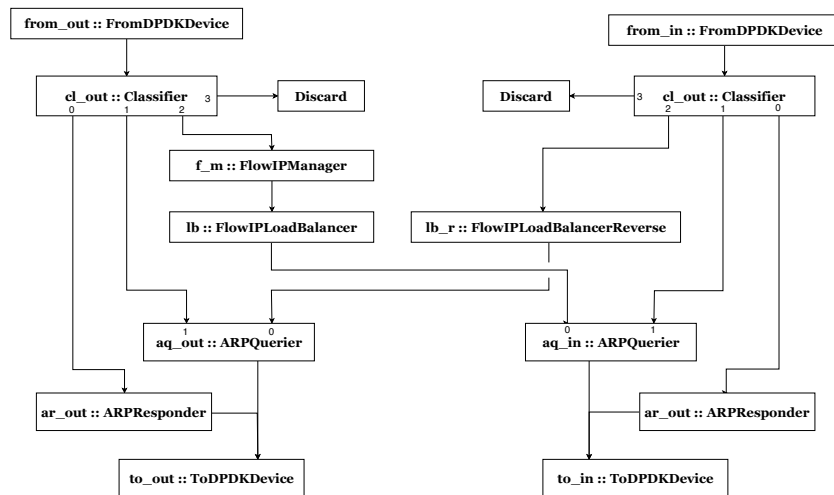 from_out :: FromDPDKDevice
from_in :: FromDPDKDevice
cl_out :: Classifier
3
0
1
2
Discard
Discard
cl_out :: Classifier
3
2
1
0
f_m :: FlowIPManager
lb :: FlowIPLoadBalancer
lb_r :: FlowIPLoadBalancerReverse
1
0
aq_out :: ARPQuerier
0
1
aq_in :: ARPQuerier
ar_out :: ARPResponder
ar_out :: ARPResponder
to_out :: ToDPDKDevice
to_in :: ToDPDKDevice